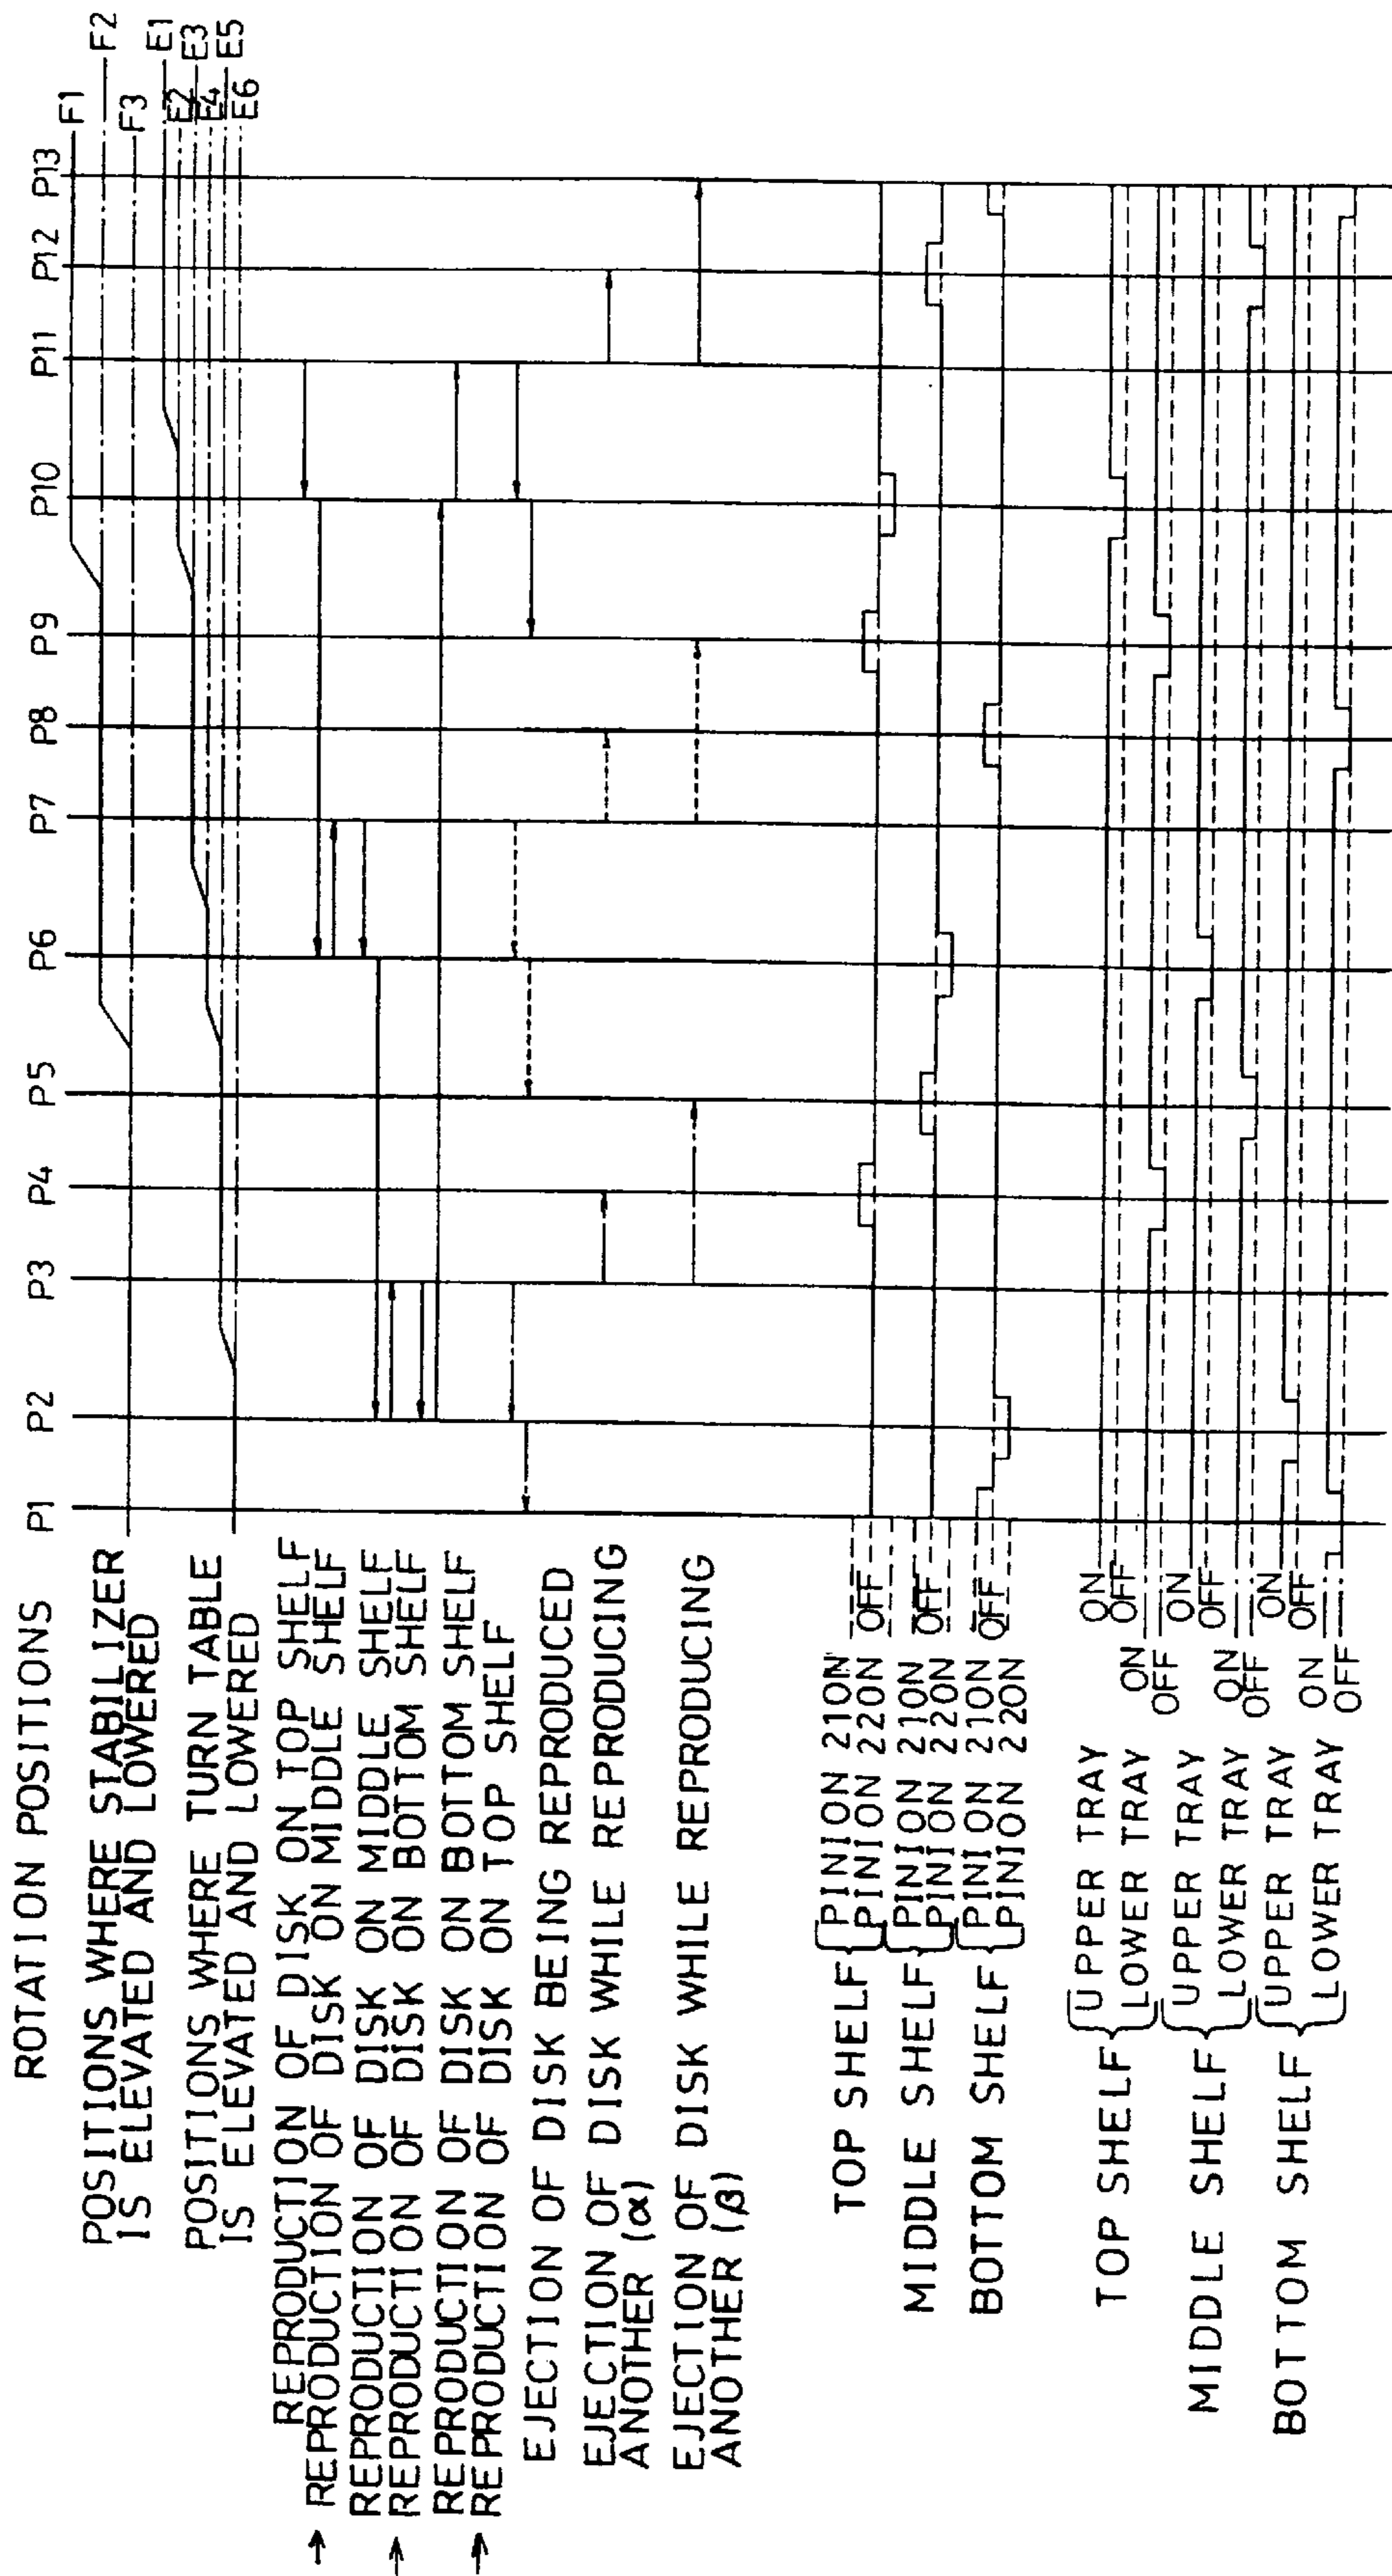 ROTATION POSITIONS
P1 P2 P3 P4 P5 P6 P7 P8 P9 P10 P11 P12 P13
POSITIONS WHERE STABILIZER
IS ELEVATED AND LOWERED
F1
F2
F3
POSITIONS WHERE TURN TABLE
IS ELEVATED AND LOWERED
E1
E2
E3
E4
E5
E6
REPRODUCTION OF DISK ON TOP SHELF
→ REPRODUCTION OF DISK ON MIDDLE SHELF
REPRODUCTION OF DISK ON MIDDLE SHELF
→ REPRODUCTION OF DISK ON BOTTOM SHELF
REPRODUCTION OF DISK ON BOTTOM SHELF
→ REPRODUCTION OF DISK ON TOP SHELF
EJECTION OF DISK BEING REPRODUCED
EJECTION OF DISK WHILE REPRODUCING
ANOTHER (α)
EJECTION OF DISK WHILE REPRODUCING
ANOTHER (β)
TOP SHELF
PINION 21ON
OFF
PINION 22ON
MIDDLE SHELF
PINION 21ON
OFF
PINION 22ON
BOTTOM SHELF
PINION 21ON
OFF
PINION 22ON
TOP SHELF
UPPER TRAY
ON
OFF
LOWER TRAY
ON
OFF
MIDDLE SHELF
UPPER TRAY
ON
OFF
LOWER TRAY
ON
OFF
BOTTOM SHELF
UPPER TRAY
ON
OFF
LOWER TRAY
ON
OFF